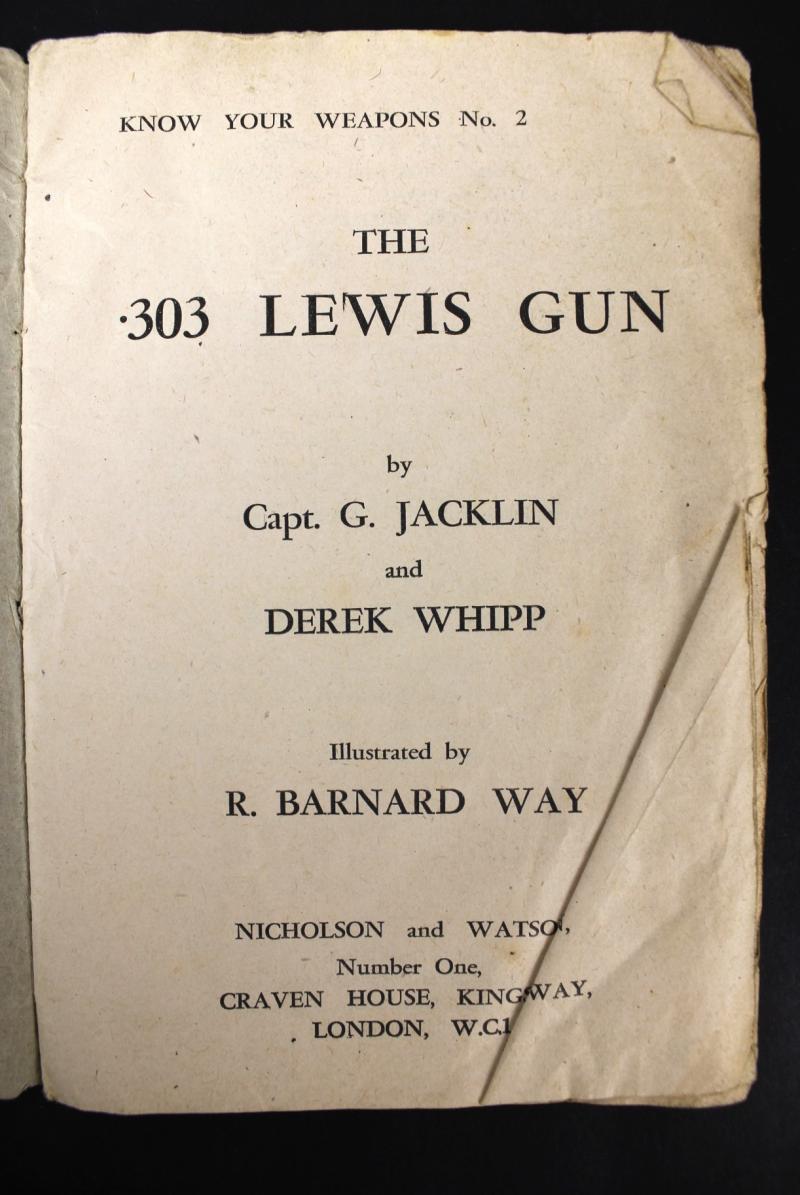 KNOW YOUR WEAPONS No. 2
THE
·303 LEWIS GUN
by
Capt. G. JACKLIN
and
DEREK WHIPP
Illustrated by
R. BARNARD WAY
NICHOLSON and WATSON,
Number One,
CRAVEN HOUSE, KINGSWAY,
LONDON, W.C.1